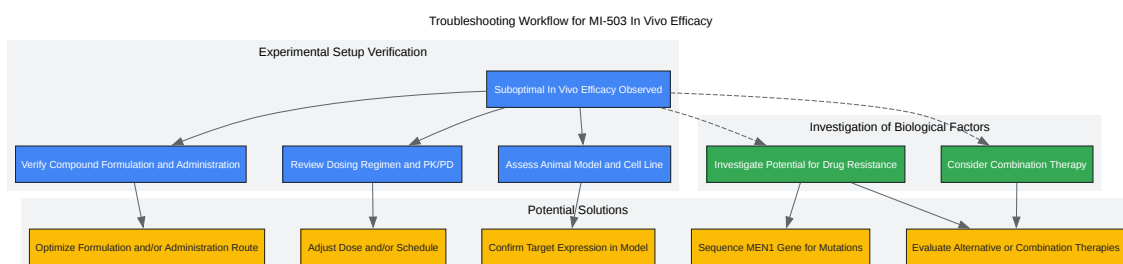 Troubleshooting Workflow for MI-503 In Vivo Efficacy
Experimental Setup Verification
Suboptimal In Vivo Efficacy Observed
Investigation of Biological Factors
Verify Compound Formulation and Administration
Review Dosing Regimen and PK/PD
Assess Animal Model and Cell Line
Investigate Potential for Drug Resistance
Consider Combination Therapy
Potential Solutions
Optimize Formulation and/or Administration Route
Adjust Dose and/or Schedule
Confirm Target Expression in Model
Sequence MEN1 Gene for Mutations
Evaluate Alternative or Combination Therapies